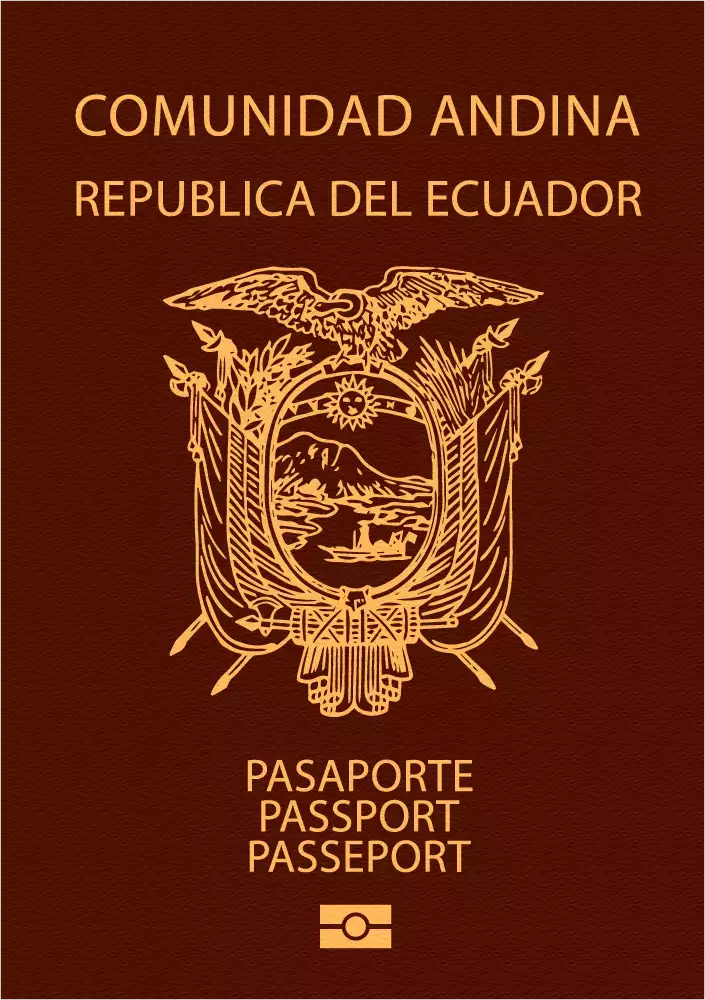 COMUNIDAD ANDINA
REPUBLICA DEL ECUADOR
PASAPORTE
PASSPORT
PASSEPORT